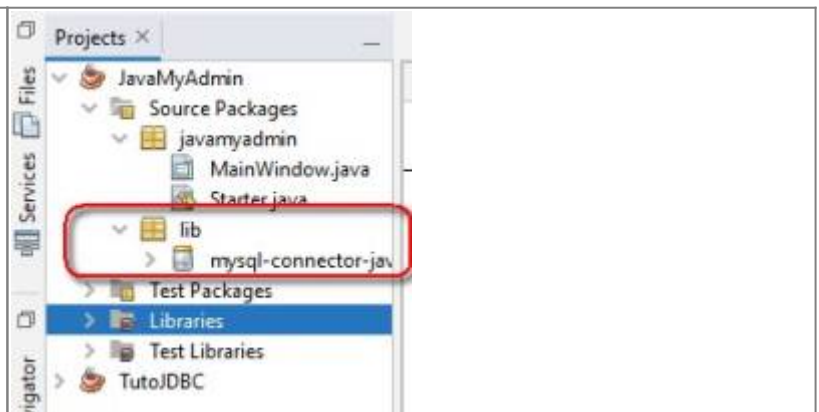 Projects
JavaMyAdmin
Source Packages
javamyadmin
MainWindow.java
Starter.java
lib
mysql-connector-jav
Test Packages
Libraries
Test Libraries
TutoJDBC
Files
Services
vigator